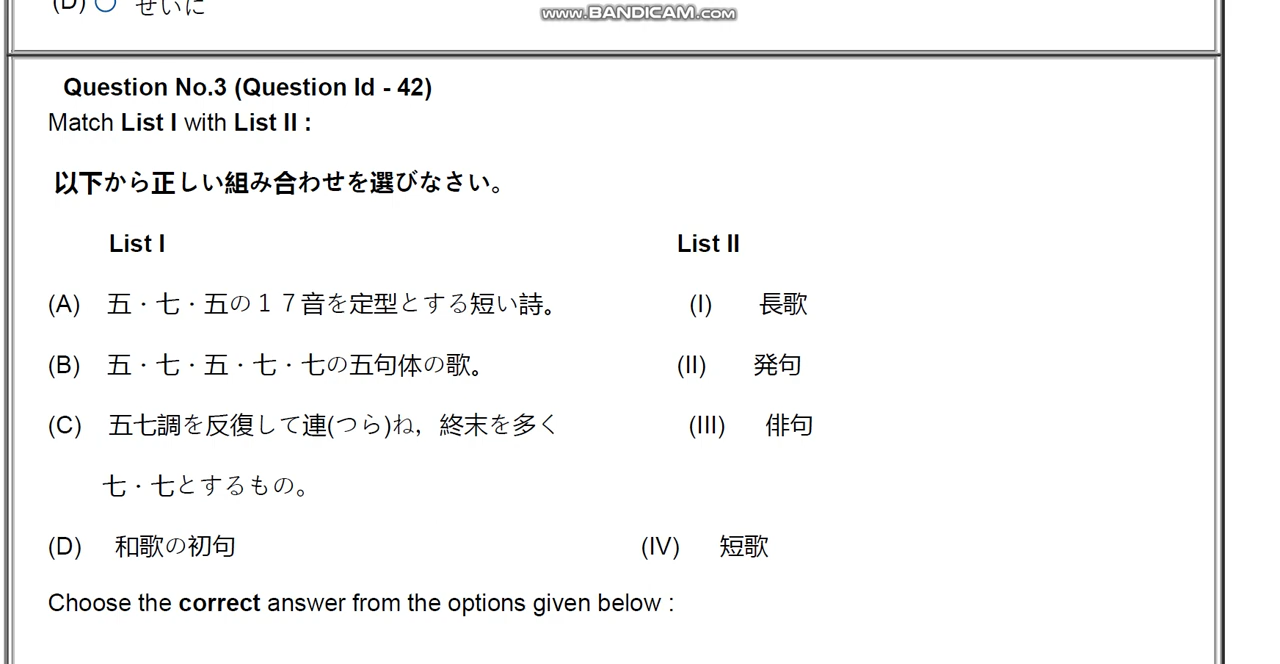 (D) せいに
www.BANDICAM.com
Question No.3 (Question Id - 42)
Match List I with List II :
以下から正しい組み合わせを選びなさい。
List I List II
(A) 五・七・五の１７音を定型とする短い詩。 (I) 長歌
(B) 五・七・五・七・七の五句体の歌。 (II) 発句
(C) 五七調を反復して連(つら)ね，終末を多く (III) 俳句
七・七とするもの。
(D) 和歌の初句 (IV) 短歌
Choose the correct answer from the options given below :